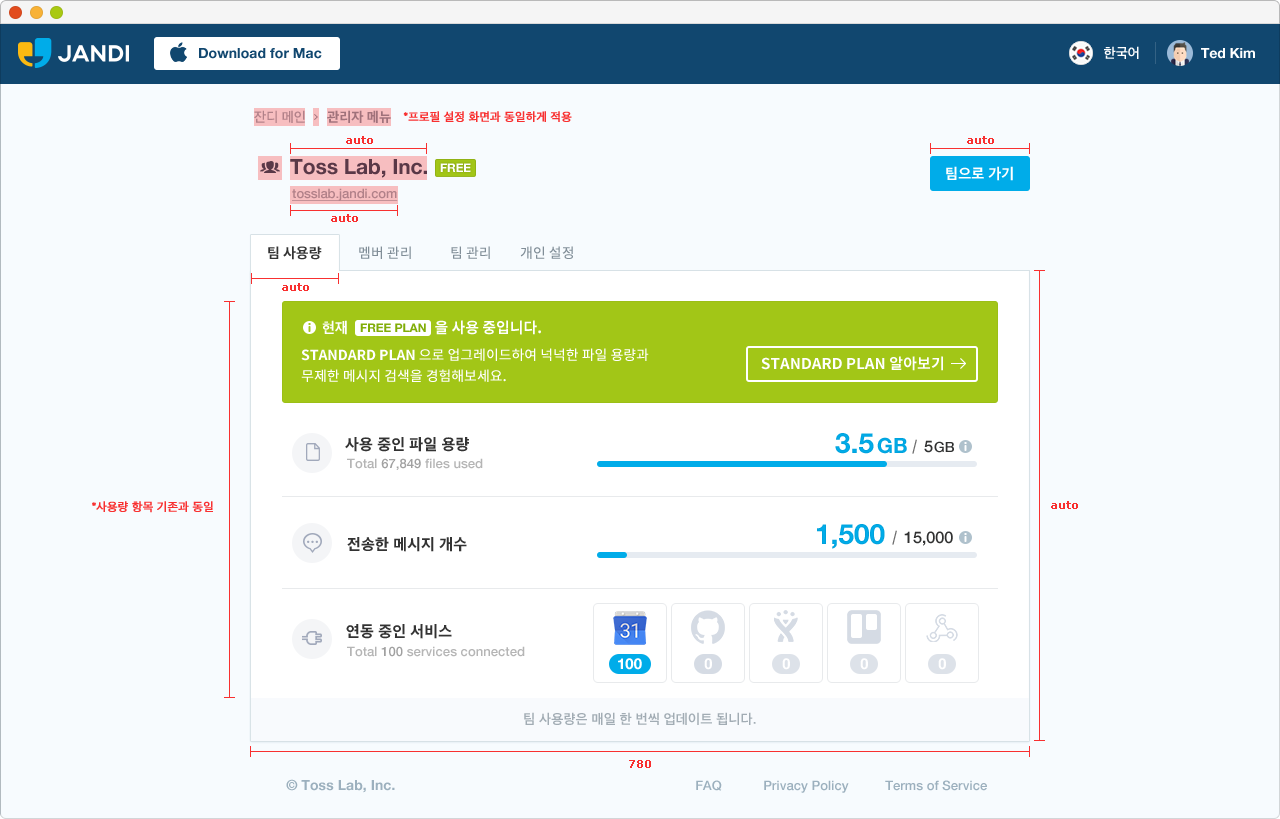 JANDI
Download for Mac
한국어
Ted Kim
잔디 메인 > 관리자 메뉴 *프로필 설정 화면과 동일하게 적용
auto
auto
Toss Lab, Inc. FREE
팀으로 가기
tosslab.jandi.com
auto
팀 사용량 멤버 관리 팀 관리 개인 설정
auto
현재 FREE PLAN 을 사용 중입니다.
STANDARD PLAN 으로 업그레이드하여 넉넉한 파일 용량과
무제한 메시지 검색을 경험해보세요.
STANDARD PLAN 알아보기 →
사용 중인 파일 용량
Total 67,849 files used
3.5GB / 5GB
*사용량 항목 기존과 동일
auto
전송한 메시지 개수
1,500 / 15,000
연동 중인 서비스
Total 100 services connected
31
100 0 0 0 0
팀 사용량은 매일 한 번씩 업데이트 됩니다.
780
© Toss Lab, Inc.
FAQ Privacy Policy Terms of Service